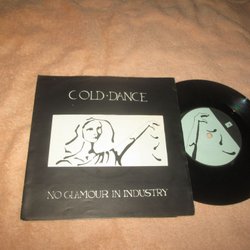 COLD·DANCE
NO GLAMOUR IN INDUSTRY